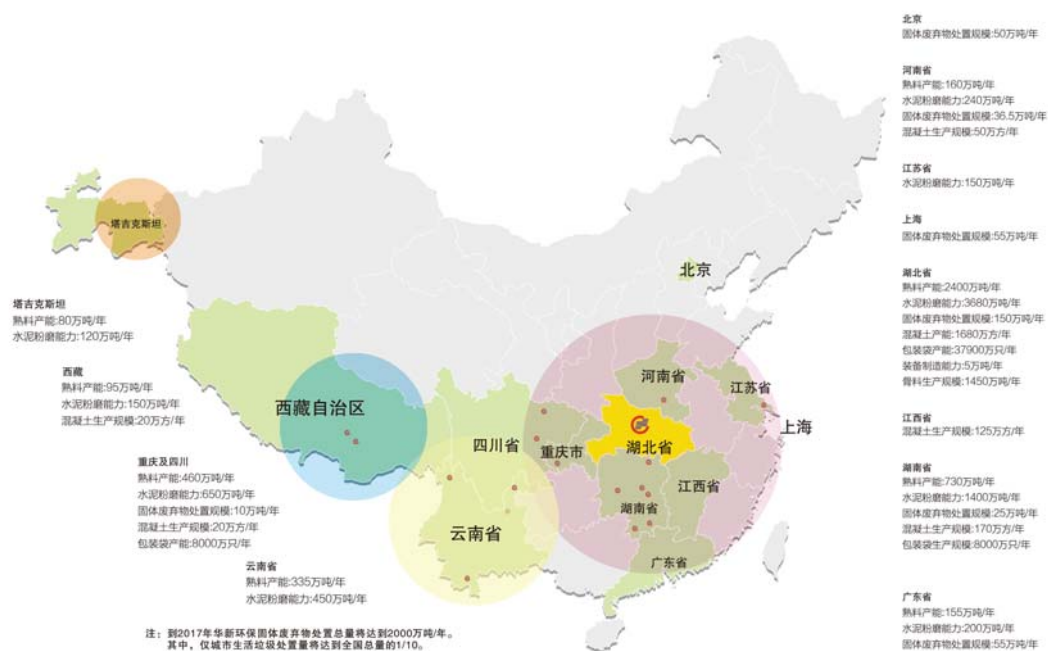 北京
固体废弃物处置规模:50万吨/年
河南省
熟料产能:160万吨/年
水泥粉磨能力:240万吨/年
固体废弃物处置规模:36.5万吨/年
混凝土生产规模:50万方/年
江苏省
水泥粉磨能力:150万吨/年
上海
固体废弃物处置规模:55万吨/年
湖北省
熟料产能:2400万吨/年
水泥粉磨能力:3680万吨/年
固体废弃物处置规模:150万吨/年
混凝土产能:1680万方/年
包装袋产能:37900万只/年
装备制造能力:5万吨/年
骨料生产规模:1450万吨/年
江西省
混凝土生产规模:125万方/年
湖南省
熟料产能:730万吨/年
水泥粉磨能力:1400万吨/年
固体废弃物处置规模:25万吨/年
混凝土生产规模:170万方/年
包装袋生产规模:8000万只/年
广东省
熟料产能:155万吨/年
水泥粉磨能力:200万吨/年
固体废弃物处置规模:55万吨/年
塔吉克斯坦
北京
河南省
江苏省
上海
西藏自治区
四川省
重庆市
湖北省
江西省
湖南省
云南省
广东省
塔吉克斯坦
熟料产能:80万吨/年
水泥粉磨能力:120万吨/年
西藏
熟料产能:95万吨/年
水泥粉磨能力:150万吨/年
混凝土生产规模:20万方/年
重庆及四川
熟料产能:460万吨/年
水泥粉磨能力:650万吨/年
固体废弃物处置规模:10万吨/年
混凝土生产规模:20万方/年
包装袋产能:8000万只/年
云南省
熟料产能:335万吨/年
水泥粉磨能力:450万吨/年
注：到2017年华新环保固体废弃物处置总量将达到2000万吨/年。
其中，仅城市生活垃圾处置量将达到全国总量的1/10。